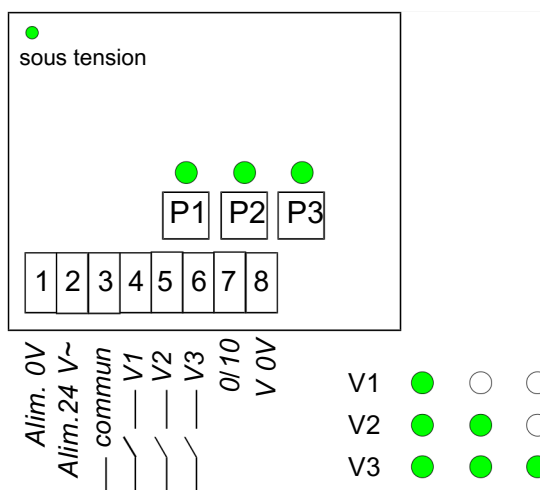 sous tension
P1 P2 P3
1 2 3 4 5 6 7 8
Alim. 0V
Alim.24 V~
commun
V1
V2
V3
0/10
V 0V
V1
V2
V3